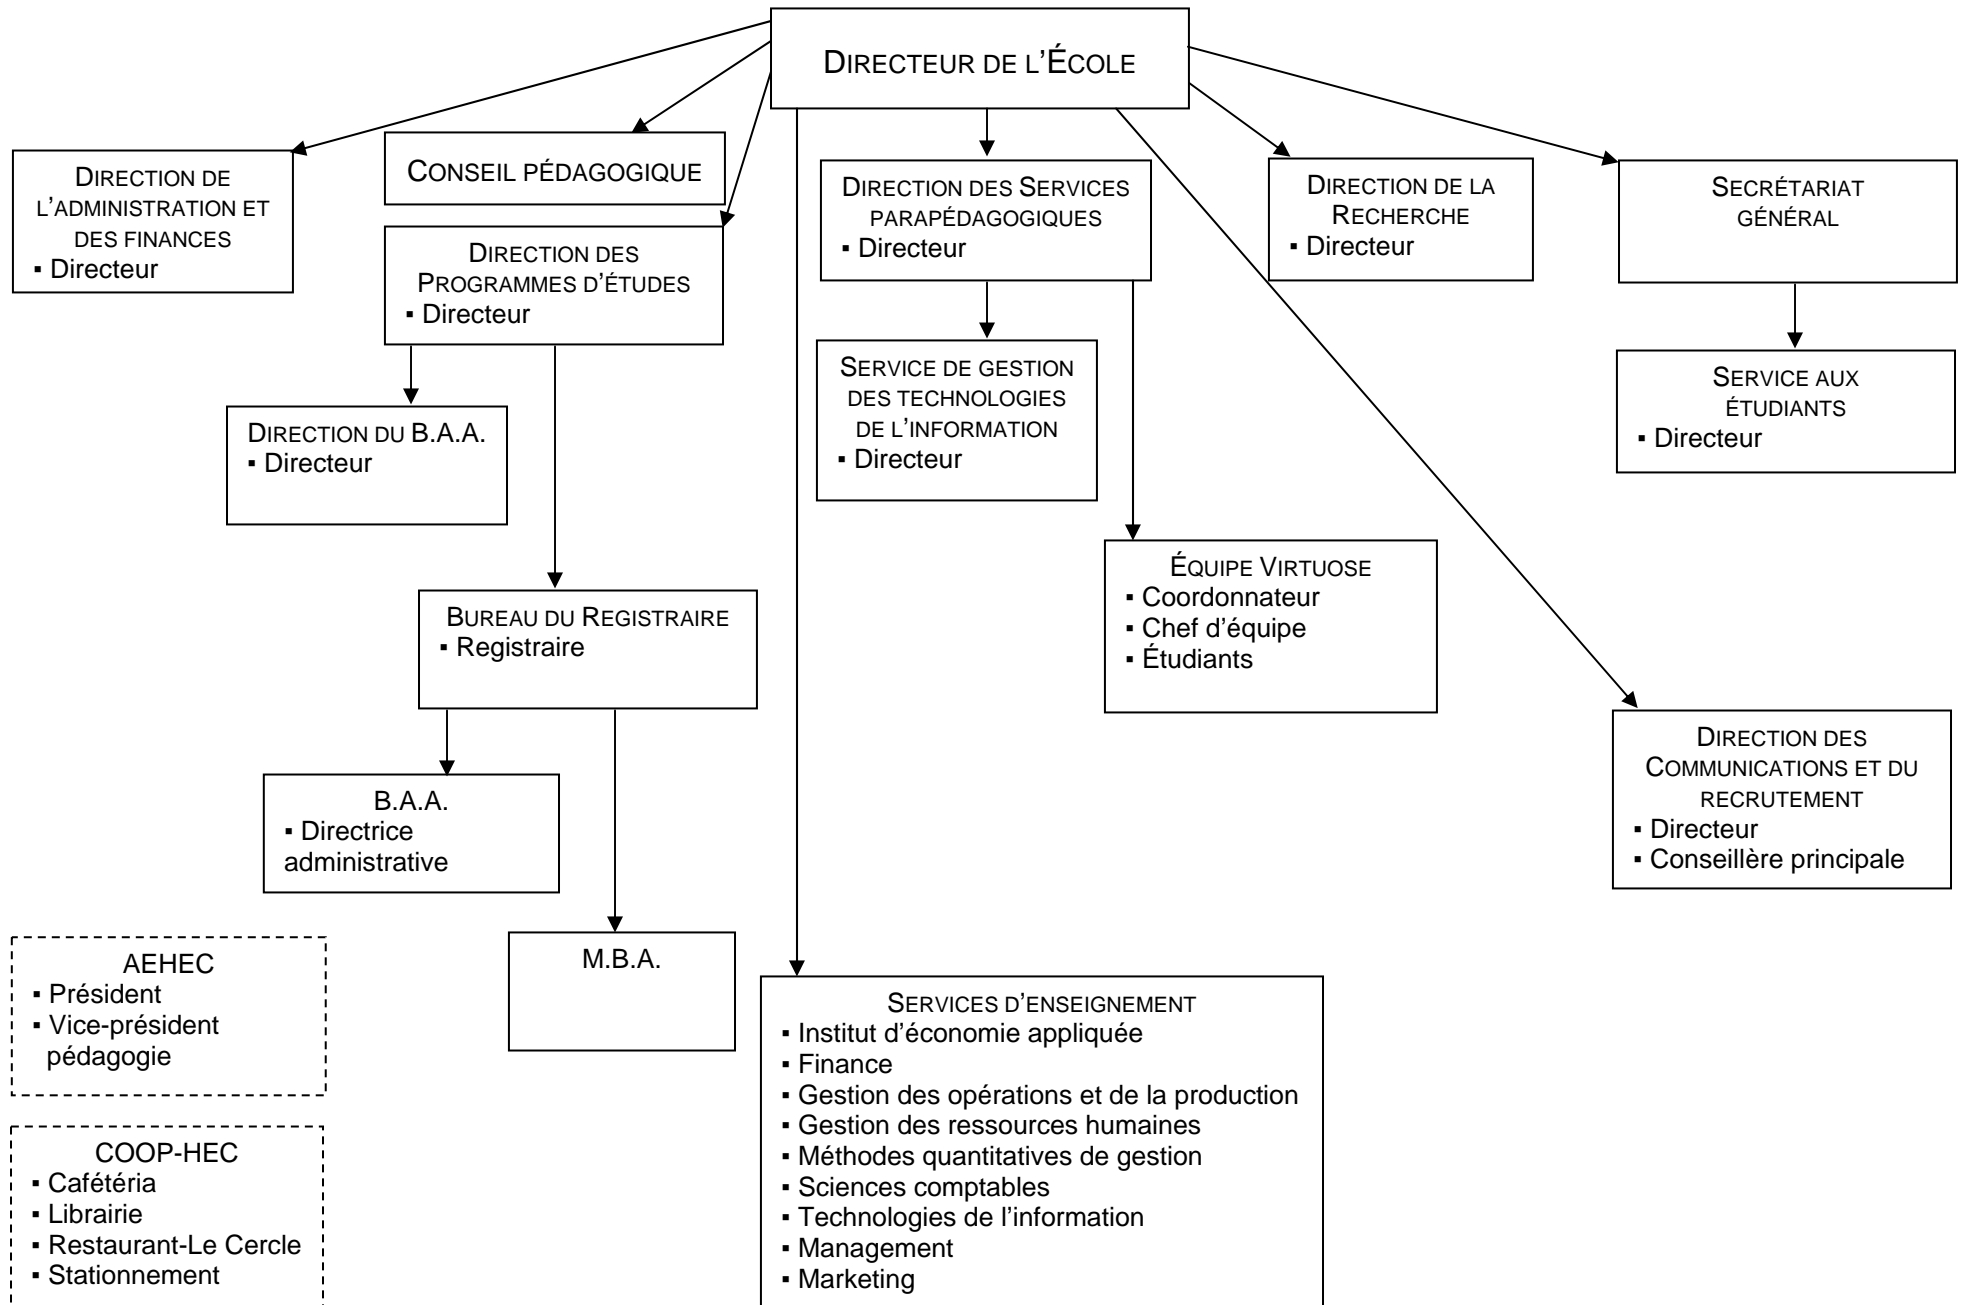 DIRECTEUR DE L'ÉCOLE
DIRECTION DE
L'ADMINISTRATION ET
DES FINANCES
▪ Directeur
CONSEIL PÉDAGOGIQUE
DIRECTION DES
PROGRAMMES D'ÉTUDES
▪ Directeur
DIRECTION DES SERVICES
PARAPÉDAGOGIQUES
▪ Directeur
DIRECTION DE LA
RECHERCHE
▪ Directeur
SECRÉTARIAT
GÉNÉRAL
SERVICE DE GESTION
DES TECHNOLOGIES
DE L'INFORMATION
▪ Directeur
SERVICE AUX
ÉTUDIANTS
▪ Directeur
DIRECTION DU B.A.A.
▪ Directeur
ÉQUIPE VIRTUOSE
▪ Coordonnateur
▪ Chef d'équipe
▪ Étudiants
BUREAU DU REGISTRAIRE
▪ Registraire
DIRECTION DES
COMMUNICATIONS ET DU
RECRUTEMENT
▪ Directeur
▪ Conseillère principale
B.A.A.
▪ Directrice
administrative
M.B.A.
AEHEC
▪ Président
▪ Vice-président
pédagogie
SERVICES D'ENSEIGNEMENT
▪ Institut d'économie appliquée
▪ Finance
▪ Gestion des opérations et de la production
▪ Gestion des ressources humaines
▪ Méthodes quantitatives de gestion
▪ Sciences comptables
▪ Technologies de l'information
▪ Management
▪ Marketing
COOP-HEC
▪ Cafétéria
▪ Librairie
▪ Restaurant-Le Cercle
▪ Stationnement